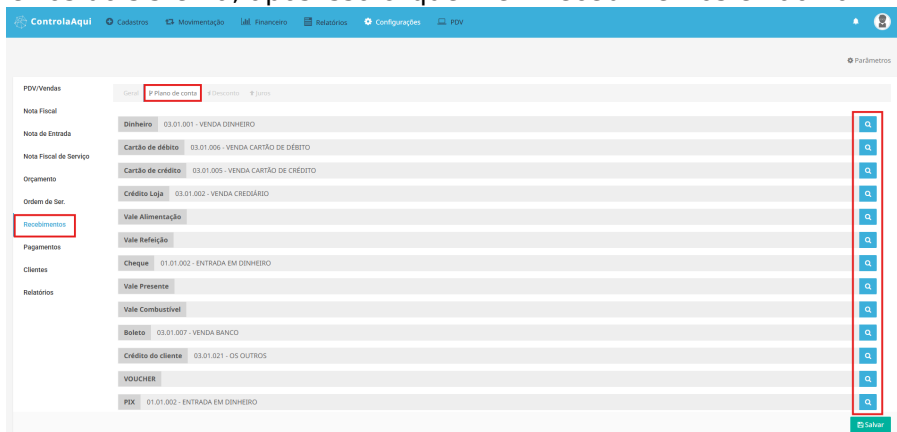 ControlaAqui Cadastros Movimentação Financeiro Relatórios Configurações PDV
Parâmetros
PDV/Vendas
Nota Fiscal
Nota de Entrada
Nota Fiscal de Serviço
Orçamento
Ordem de Ser.
Recebimentos
Pagamentos
Clientes
Relatórios
Geral Plano de conta Desconto Juros
Dinheiro 03.01.001 - VENDA DINHEIRO
Cartão de débito 03.01.006 - VENDA CARTÃO DE DÉBITO
Cartão de crédito 03.01.005 - VENDA CARTÃO DE CRÉDITO
Crédito Loja 03.01.002 - VENDA CREDIÁRIO
Vale Alimentação
Vale Refeição
Cheque 01.01.002 - ENTRADA EM DINHEIRO
Vale Presente
Vale Combustível
Boleto 03.01.007 - VENDA BANCO
Crédito do cliente 03.01.021 - OS OUTROS
VOUCHER
PIX 01.01.002 - ENTRADA EM DINHEIRO
Salvar